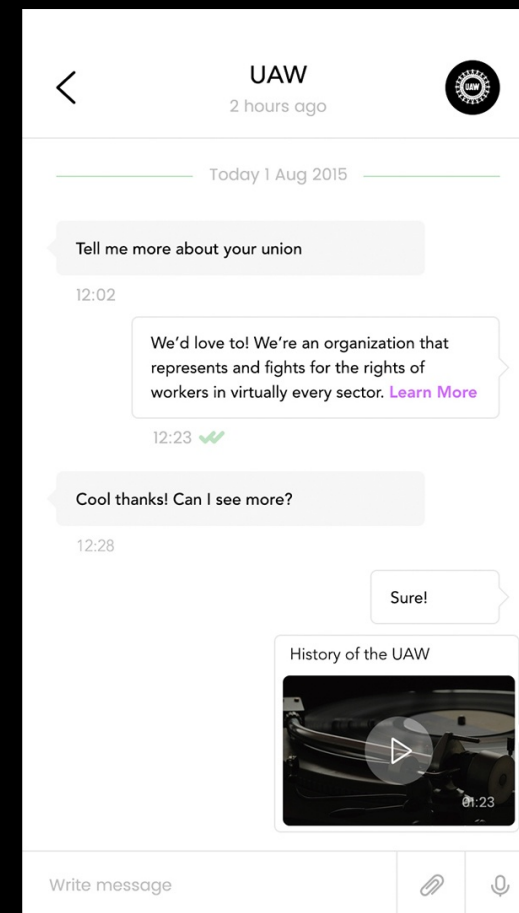 UAW
2 hours ago
UAW
Today 1 Aug 2015
Tell me more about your union
12:02
We'd love to! We're an organization that
represents and fights for the rights of
workers in virtually every sector. Learn More
12:23
Cool thanks! Can I see more?
12:28
Sure!
History of the UAW
01:23
Write message